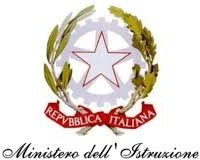 REPVBBLICA ITALIANA
Ministero dell' Istruzione